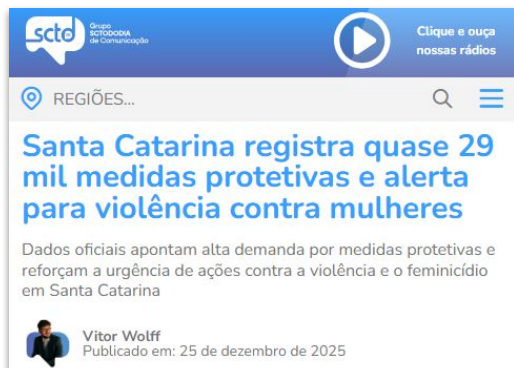 sctd
Grupo
SCTODODIA
de Comunicação
Clique e ouça
nossas rádios
REGIÕES...
Santa Catarina registra quase 29
mil medidas protetivas e alerta
para violência contra mulheres
Dados oficiais apontam alta demanda por medidas protetivas e
reforçam a urgência de ações contra a violência e o feminicídio
em Santa Catarina
Vitor Wolff
Publicado em: 25 de dezembro de 2025